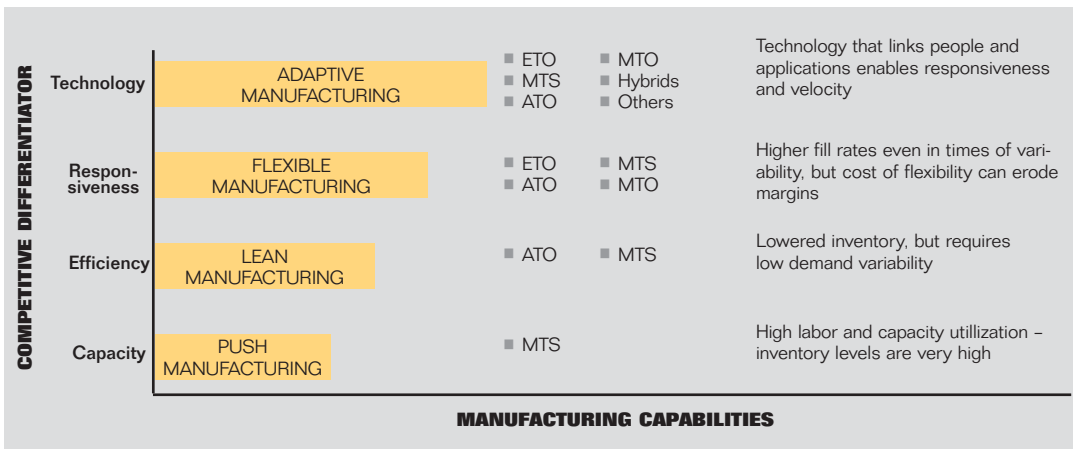 COMPETITIVE DIFFERENTIATOR
Technology
ADAPTIVE
MANUFACTURING
ETO
MTS
ATO
MTO
Hybrids
Others
Technology that links people and
applications enables responsiveness
and velocity
Respon-
siveness
FLEXIBLE
MANUFACTURING
ETO
ATO
MTS
MTO
Higher fill rates even in times of vari-
ability, but cost of flexibility can erode
margins
Efficiency
LEAN
MANUFACTURING
ATO
MTS
Lowered inventory, but requires
low demand variability
Capacity
PUSH
MANUFACTURING
MTS
High labor and capacity utillization –
inventory levels are very high
MANUFACTURING CAPABILITIES